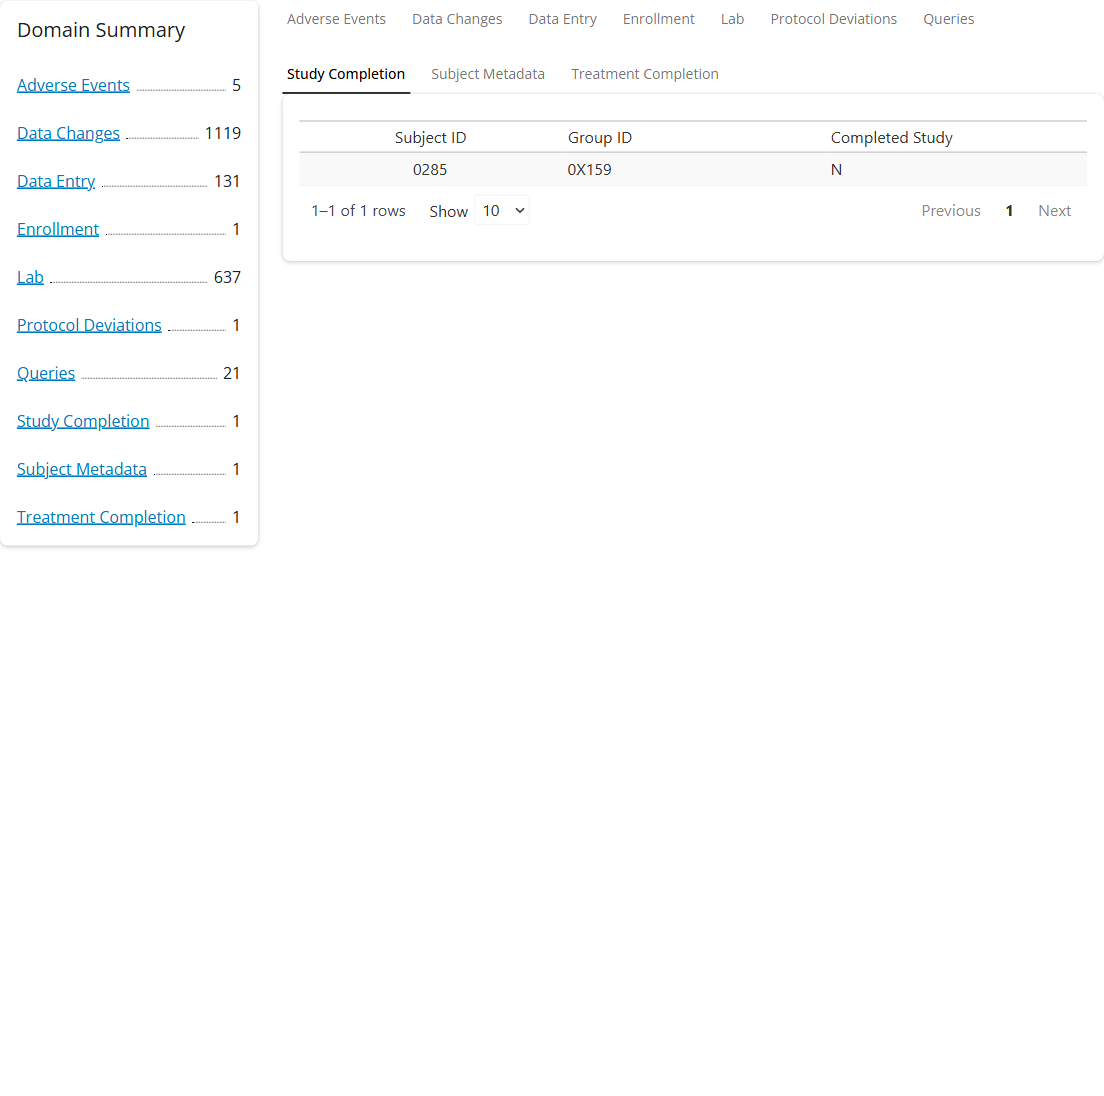 Domain Summary
Adverse Events 5
Data Changes 1119
Data Entry 131
Enrollment 1
Lab 637
Protocol Deviations 1
Queries 21
Study Completion 1
Subject Metadata 1
Treatment Completion 1
Adverse Events Data Changes Data Entry Enrollment Lab Protocol Deviations Queries
Study Completion Subject Metadata Treatment Completion
Subject ID Group ID Completed Study
0285 0X159 N
1–1 of 1 rows Show 10 Previous 1 Next